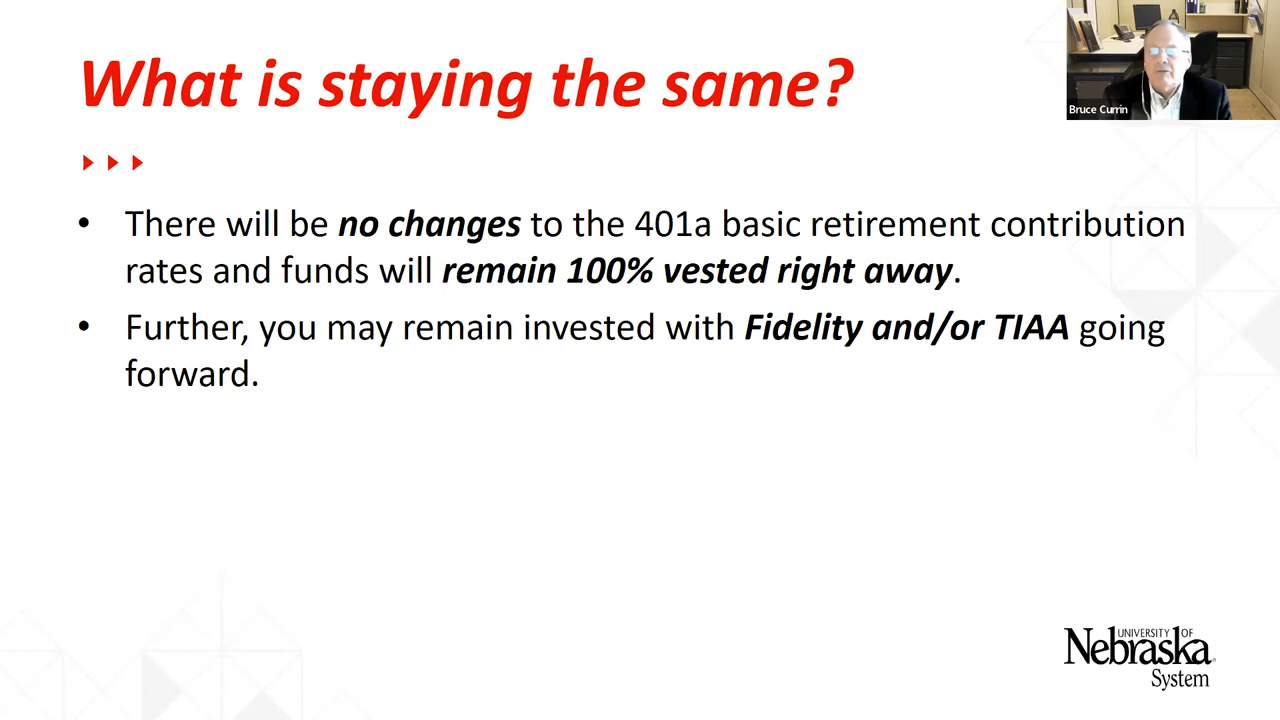 What is staying the same?
Bruce Currin
• There will be no changes to the 401a basic retirement contribution
rates and funds will remain 100% vested right away.
• Further, you may remain invested with Fidelity and/or TIAA going
forward.
UNIVERSITY OF
Nebraska
System